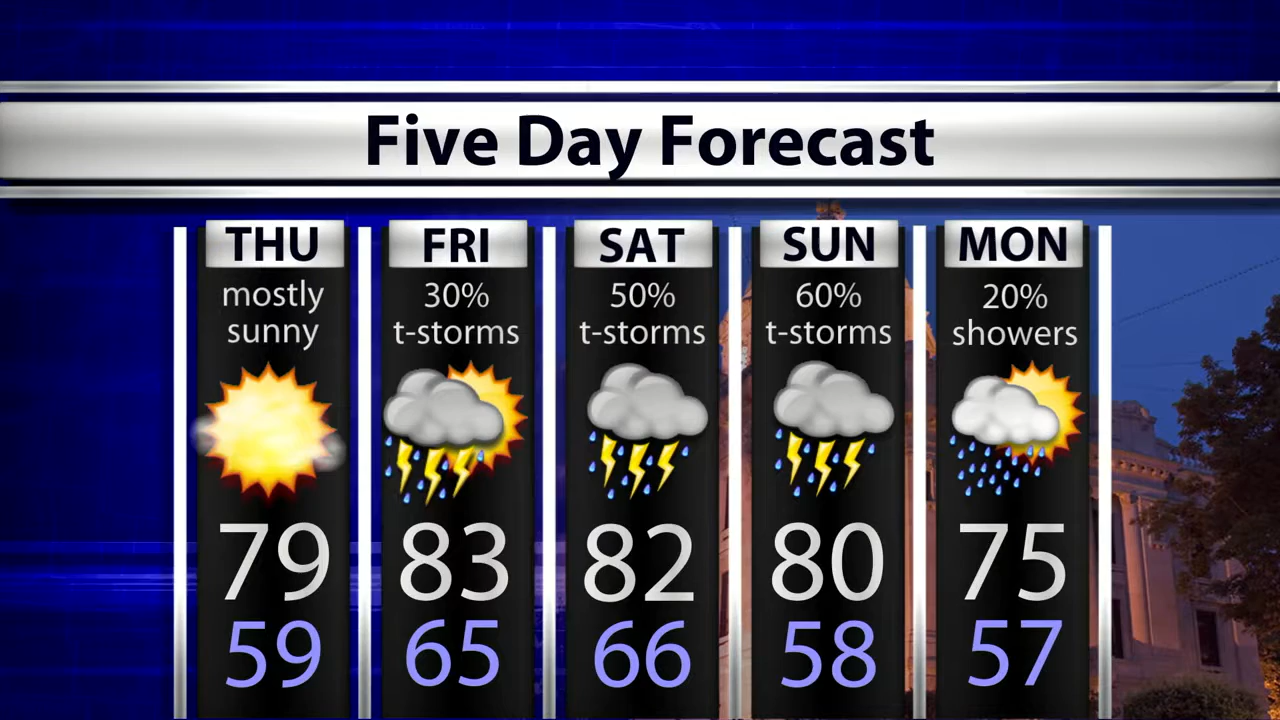 Five Day Forecast
THU
mostly
sunny
79
59
FRI
30%
t-storms
83
65
SAT
50%
t-storms
82
66
SUN
60%
t-storms
80
58
MON
20%
showers
75
57